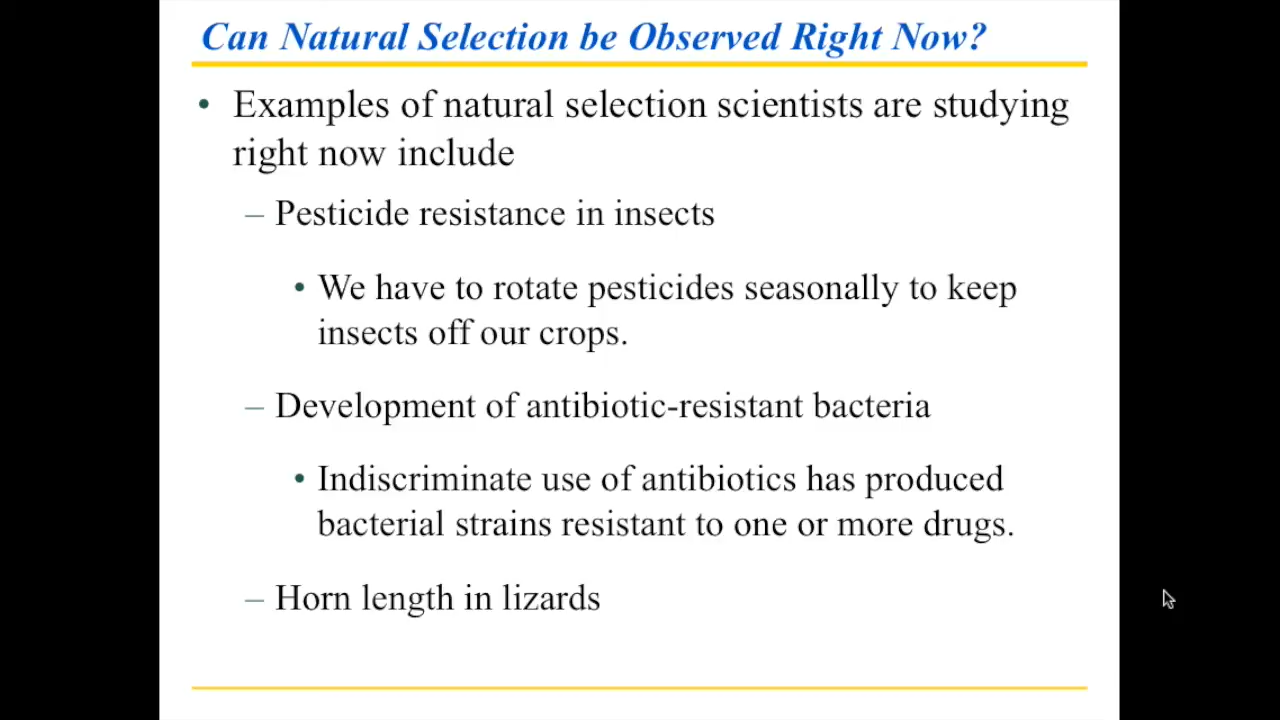 Can Natural Selection be Observed Right Now?
• Examples of natural selection scientists are studying
right now include
– Pesticide resistance in insects
• We have to rotate pesticides seasonally to keep
insects off our crops.
– Development of antibiotic-resistant bacteria
• Indiscriminate use of antibiotics has produced
bacterial strains resistant to one or more drugs.
– Horn length in lizards